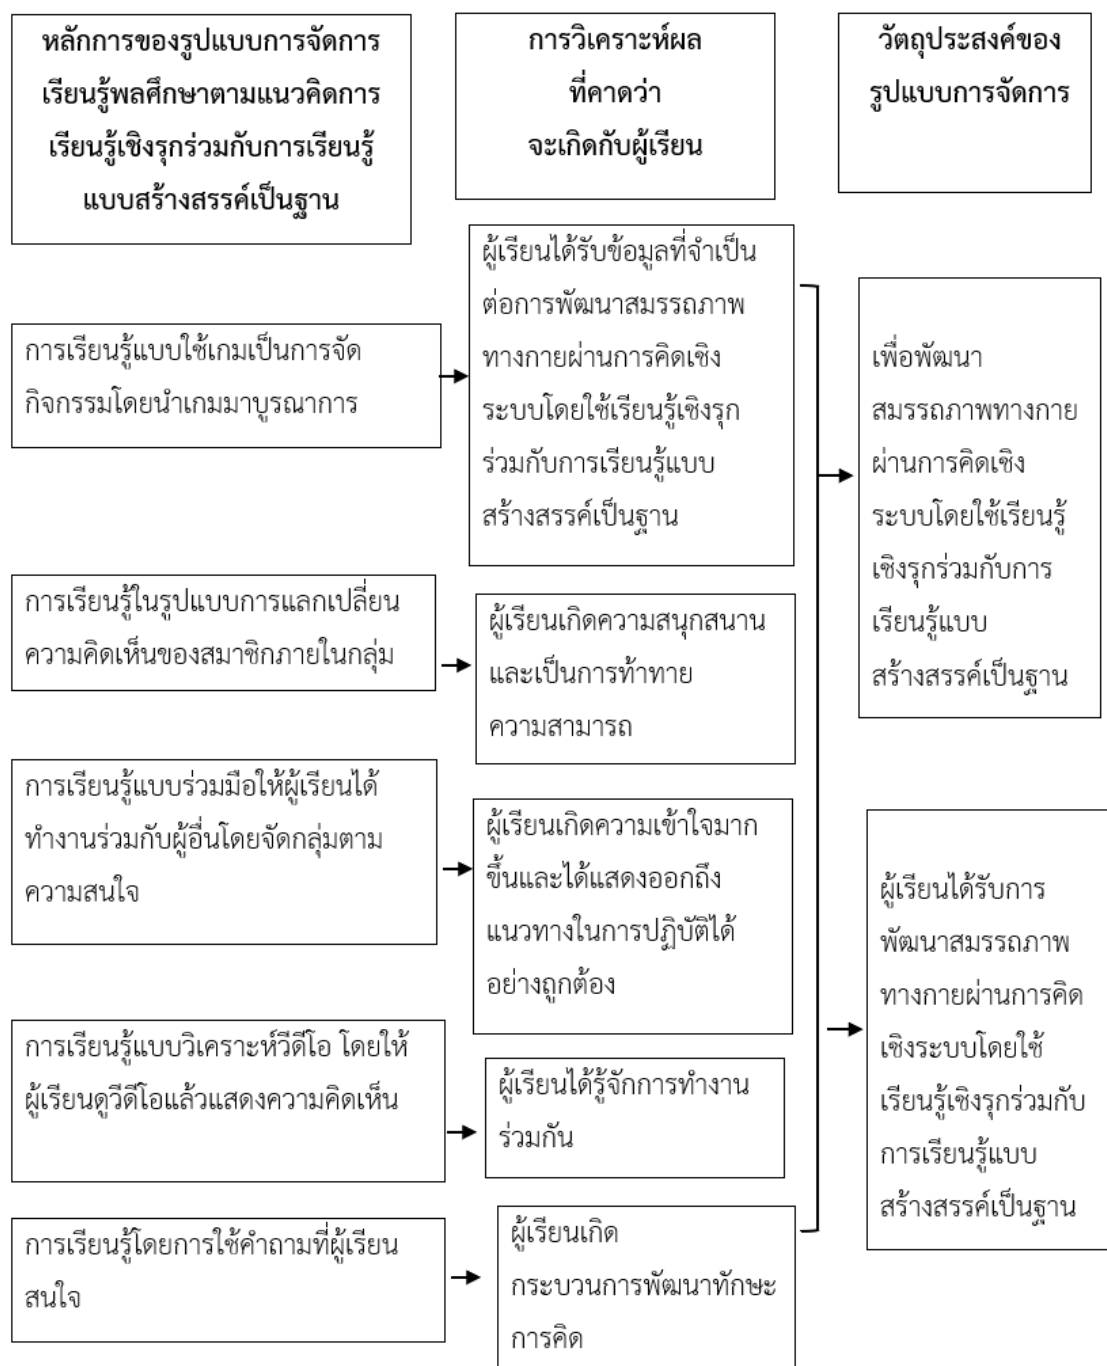 หลักการของรูปแบบการจัดการ
เรียนรู้พลศึกษาตามแนวคิดการ
เรียนรู้เชิงรุกร่วมกับการเรียนรู้
แบบสร้างสรรค์เป็นฐาน
การวิเคราะห์ผล
ที่คาดว่า
จะเกิดกับผู้เรียน
วัตถุประสงค์ของ
รูปแบบการจัดการ
การเรียนรู้แบบใช้เกมเป็นการจัด
กิจกรรมโดยนำเกมมาบูรณาการ
ผู้เรียนได้รับข้อมูลที่จำเป็น
ต่อการพัฒนาสมรรถภาพ
ทางกายผ่านการคิดเชิง
ระบบโดยใช้เรียนรู้เชิงรุก
ร่วมกับการเรียนรู้แบบ
สร้างสรรค์เป็นฐาน
การเรียนรู้ในรูปแบบการแลกเปลี่ยน
ความคิดเห็นของสมาชิกภายในกลุ่ม
ผู้เรียนเกิดความสนุกสนาน
และเป็นการท้าทาย
ความสามารถ
การเรียนรู้แบบร่วมมือให้ผู้เรียนได้
ทำงานร่วมกับผู้อื่นโดยจัดกลุ่มตาม
ความสนใจ
ผู้เรียนเกิดความเข้าใจมาก
ขึ้นและได้แสดงออกถึง
แนวทางในการปฏิบัติได้
อย่างถูกต้อง
การเรียนรู้แบบวิเคราะห์วีดีโอ โดยให้
ผู้เรียนดูวีดีโอแล้วแสดงความคิดเห็น
ผู้เรียนได้รู้จักการทำงาน
ร่วมกัน
การเรียนรู้โดยการใช้คำถามที่ผู้เรียน
สนใจ
ผู้เรียนเกิด
กระบวนการพัฒนาทักษะ
การคิด
เพื่อพัฒนา
สมรรถภาพทางกาย
ผ่านการคิดเชิง
ระบบโดยใช้เรียนรู้
เชิงรุกร่วมกับการ
เรียนรู้แบบ
สร้างสรรค์เป็นฐาน
ผู้เรียนได้รับการ
พัฒนาสมรรถภาพ
ทางกายผ่านการคิด
เชิงระบบโดยใช้
เรียนรู้เชิงรุกร่วมกับ
การเรียนรู้แบบ
สร้างสรรค์เป็นฐาน